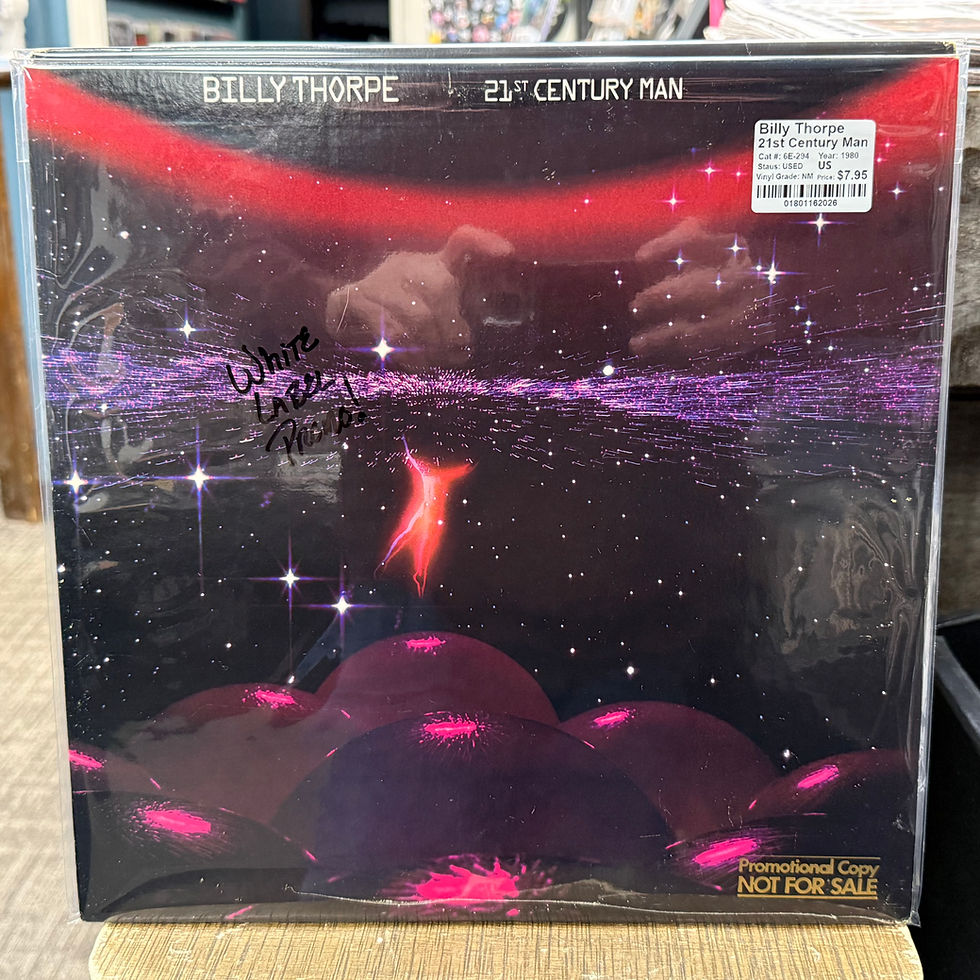 BILLY THORPE 21ST CENTURY MAN
Billy Thorpe
21st Century Man
Cat #: 6E-294 Year: 1980
Staus: USED US
Vinyl Grade: NM Price: $7.95
01801162026
White
LABEL
Promo!
Promotional Copy
NOT FOR SALE